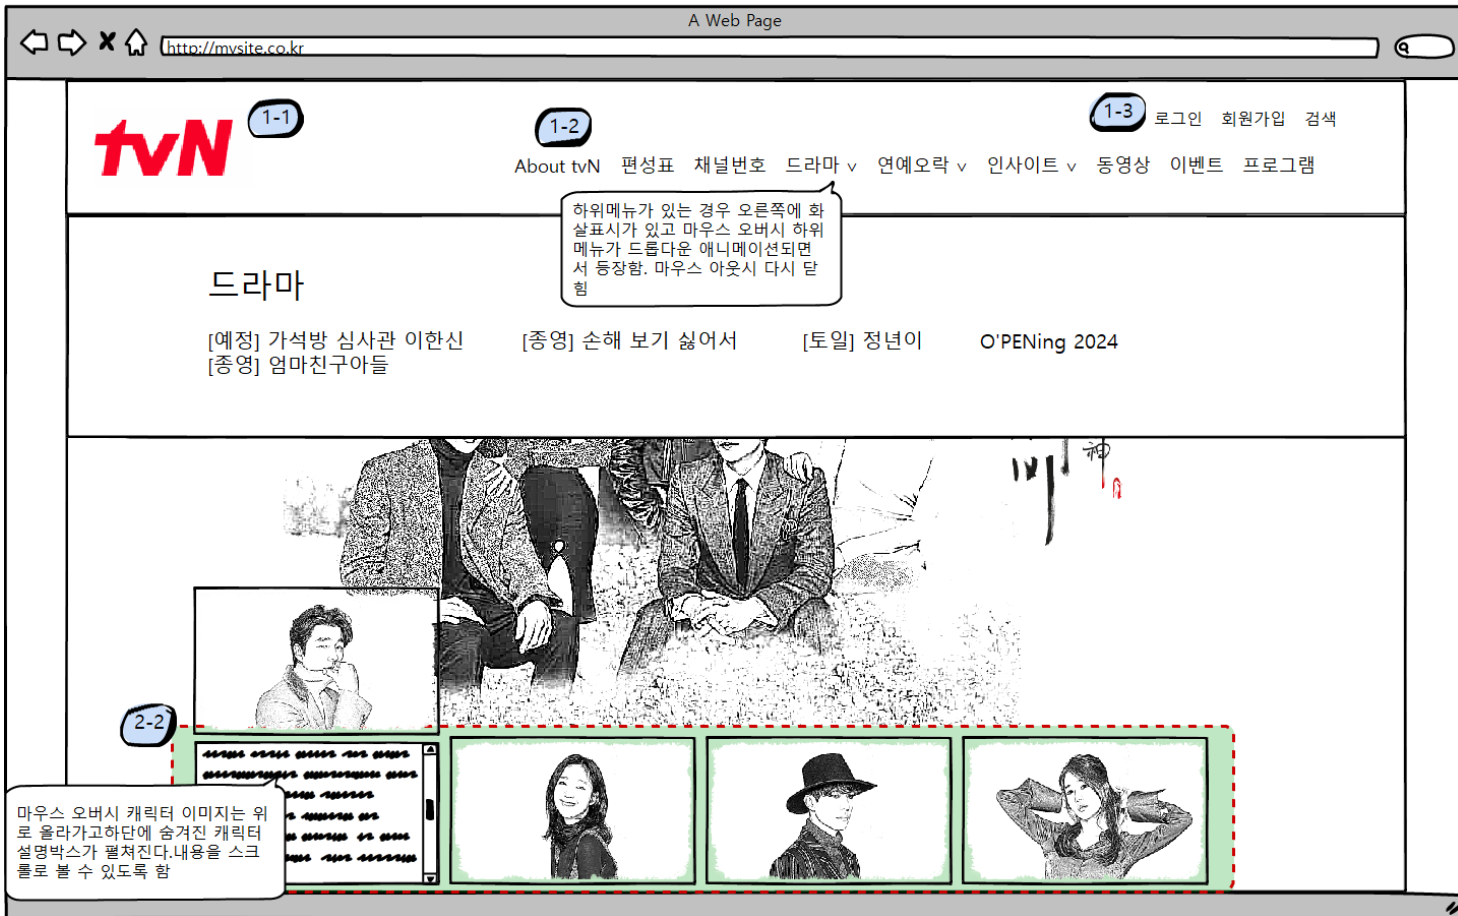 A Web Page
http://mysite.co.kr
tvN
1-1
1-2
1-3
로그인 회원가입 검색
About tvN 편성표 채널번호 드라마 v 연예오락 v 인사이트 v 동영상 이벤트 프로그램
하위메뉴가 있는 경우 오른쪽에 화
살표시가 있고 마우스 오버시 하위
메뉴가 드롭다운 애니메이션되면
서 등장함. 마우스 아웃시 다시 닫
힘
드라마
[예정] 가석방 심사관 이한신 [종영] 손해 보기 싫어서 [토일] 정년이 O'PENing 2024
[종영] 엄마친구아들
神
2-2
마우스 오버시 캐릭터 이미지는 위
로 올라가고하단에 숨겨진 캐릭터
설명박스가 펼쳐진다.내용을 스크
롤로 볼 수 있도록 함